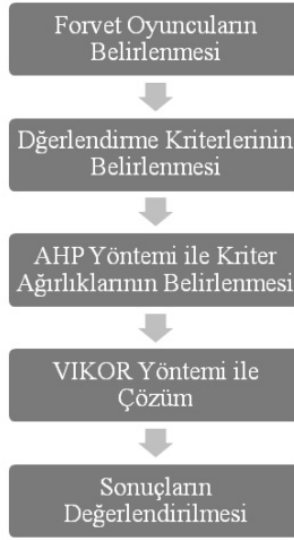 Forvet Oyuncuların
Belirlenmesi
Dğerlendirme Kriterlerinin
Belirlenmesi
AHP Yöntemi ile Kriter
Ağırlıklarının Belirlenmesi
VIKOR Yöntemi ile
Çözüm
Sonuçların
Değerlendirilmesi